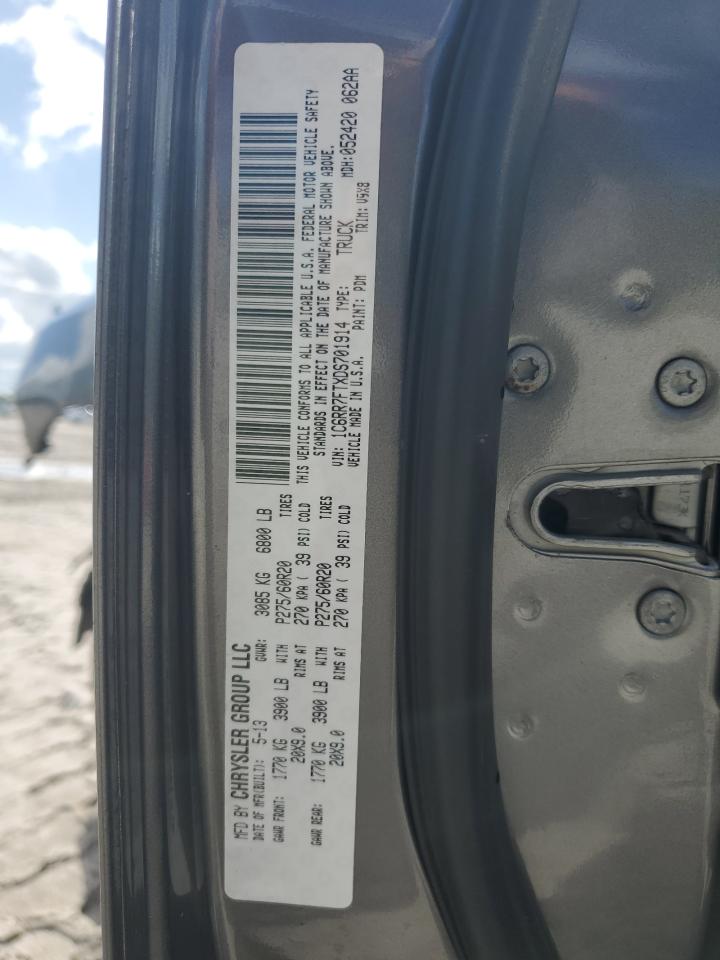 MFD BY CHRYSLER GROUP LLC
DATE OF MFR(BUILT): 5-13 GVWR: 3085 KG 6800 LB
GAWR FRONT: 1770 KG 3900 LB WITH P275/60R20 TIRES
20X9.0 RIMS AT 270 KPA ( 39 PSI) COLD
GAWR REAR: 1770 KG 3900 LB WITH P275/60R20 TIRES
20X9.0 RIMS AT 270 KPA ( 39 PSI) COLD
THIS VEHICLE CONFORMS TO ALL APPLICABLE U.S.A. FEDERAL MOTOR VEHICLE SAFETY
STANDARDS IN EFFECT ON THE DATE OF MANUFACTURE SHOWN ABOVE.
VIN: 1C6RR7FTXDS701914 TYPE: TRUCK MDH:052420 062AA
VEHICLE MADE IN U.S.A. PAINT: PDM TRIM: V9X8